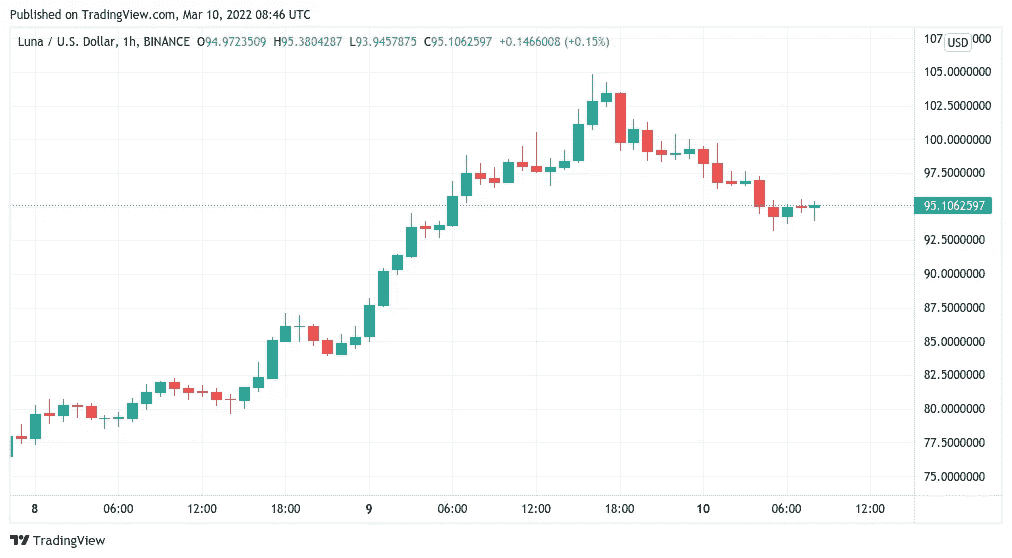 Published on TradingView.com, Mar 10, 2022 08:46 UTC
Luna / U.S. Dollar, 1h, BINANCE O94.9723509 H95.3804287 L93.9457875 C95.1062597 +0.1466008 (+0.15%)
USD
105.0000000
102.5000000
100.0000000
97.5000000
95.1062597
92.5000000
90.0000000
87.5000000
85.0000000
82.5000000
80.0000000
77.5000000
75.0000000
8 06:00 12:00 18:00 9 06:00 12:00 18:00 10 06:00 12:00
TradingView